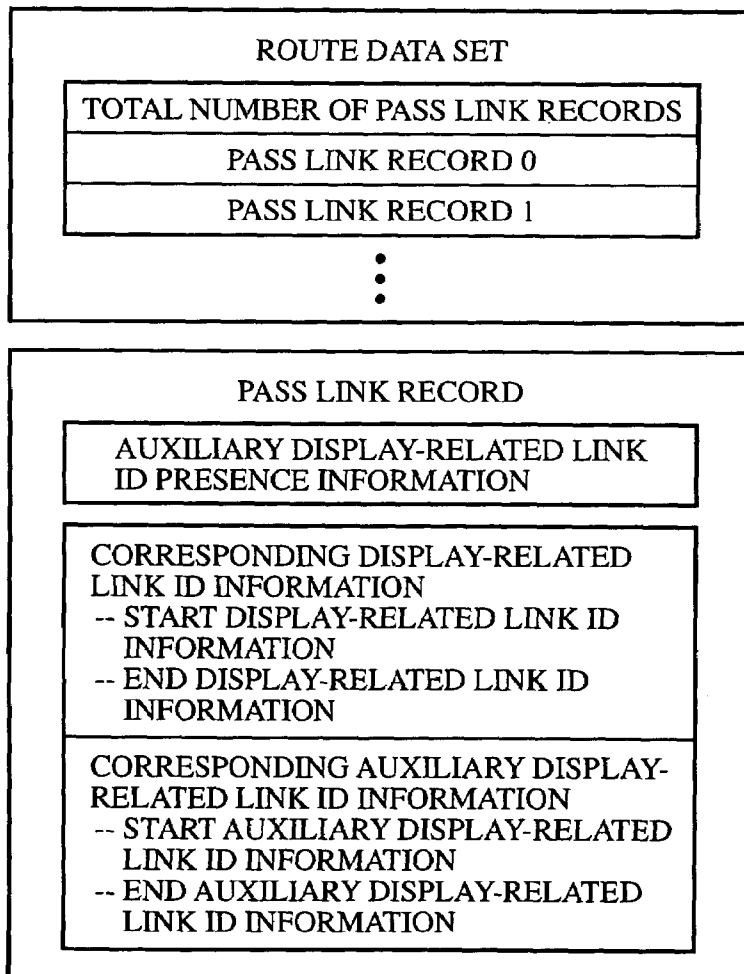 ROUTE DATA SET
TOTAL NUMBER OF PASS LINK RECORDS
PASS LINK RECORD 0
PASS LINK RECORD 1
PASS LINK RECORD
AUXILIARY DISPLAY-RELATED LINK
ID PRESENCE INFORMATION
CORRESPONDING DISPLAY-RELATED
LINK ID INFORMATION
-- START DISPLAY-RELATED LINK ID
INFORMATION
-- END DISPLAY-RELATED LINK ID
INFORMATION
CORRESPONDING AUXILIARY DISPLAY-
RELATED LINK ID INFORMATION
-- START AUXILIARY DISPLAY-RELATED
LINK ID INFORMATION
-- END AUXILIARY DISPLAY-RELATED
LINK ID INFORMATION